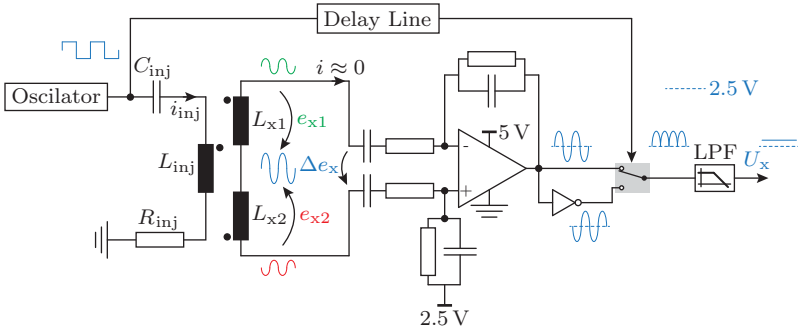 Delay Line
Oscilator
C_inj
i_inj
L_inj
R_inj
i ≈ 0
L_x1
e_x1
Δe_x
L_x2
e_x2
-
+
5 V
2.5 V
2.5 V
LPF
U_x